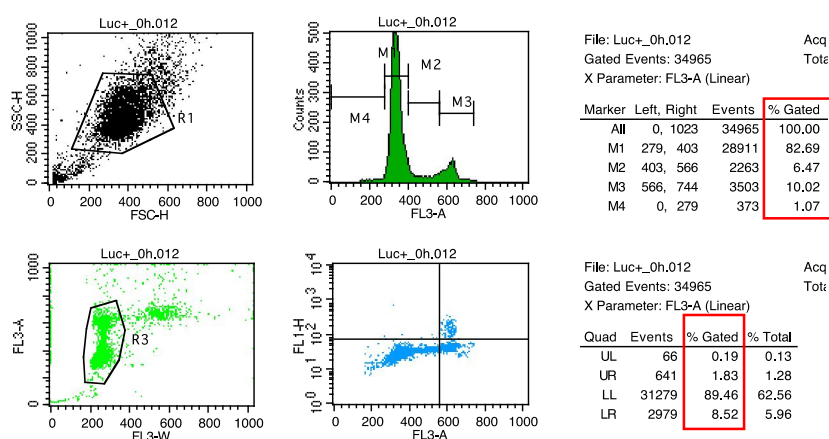 Luc+_0h.012
SSC-H
0 200 400 600 800 1000
R1
0 200 400 600 800 1000
FSC-H
Luc+_0h.012
Counts
0 100 200 300 400 500
M
M2
M3
M4
0 200 400 600 800 1000
FL3-A
File: Luc+_0h.012 Acq
Gated Events: 34965 Tota
X Parameter: FL3-A (Linear)
Marker Left, Right Events % Gated
All 0, 1023 34965 100.00
M1 279, 403 28911 82.69
M2 403, 566 2263 6.47
M3 566, 744 3503 10.02
M4 0, 279 373 1.07
Luc+_0h.012
FL3-A
0 1000
R3
0 200 400 600 800 1000
FL3-W
Luc+_0h.012
FL1-H
10^0 10^1 10^2 10^3 10^4
0 200 400 600 800 1000
FL3-A
File: Luc+_0h.012 Acq
Gated Events: 34965 Tota
X Parameter: FL3-A (Linear)
Quad Events % Gated % Total
UL 66 0.19 0.13
UR 641 1.83 1.28
LL 31279 89.46 62.56
LR 2979 8.52 5.96